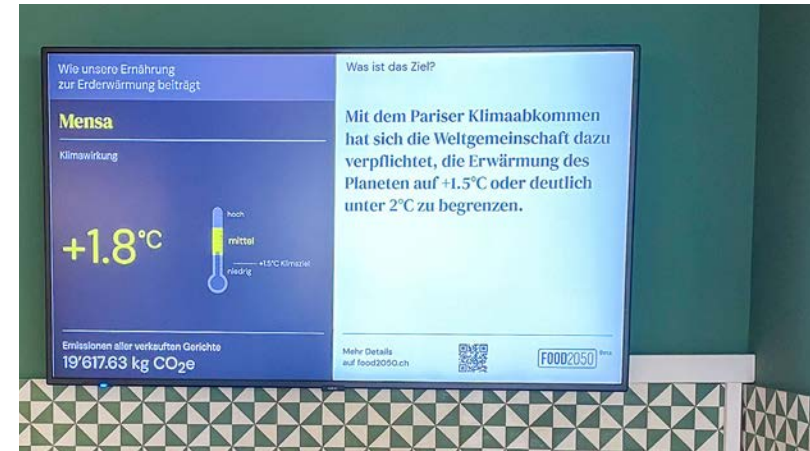 Wie unsere Ernährung
zur Erderwärmung beiträgt
Mensa
Klimawirkung
+1.8°C
hoch
mittel
+1.5°C Klimaziel
niedrig
Emissionen aller verkauften Gerichte
19'617.63 kg CO₂e
Was ist das Ziel?
Mit dem Pariser Klimaabkommen
hat sich die Weltgemeinschaft dazu
verpflichtet, die Erwärmung des
Planeten auf +1.5°C oder deutlich
unter 2°C zu begrenzen.
Mehr Details
auf food2050.ch
FOOD2050 Beta